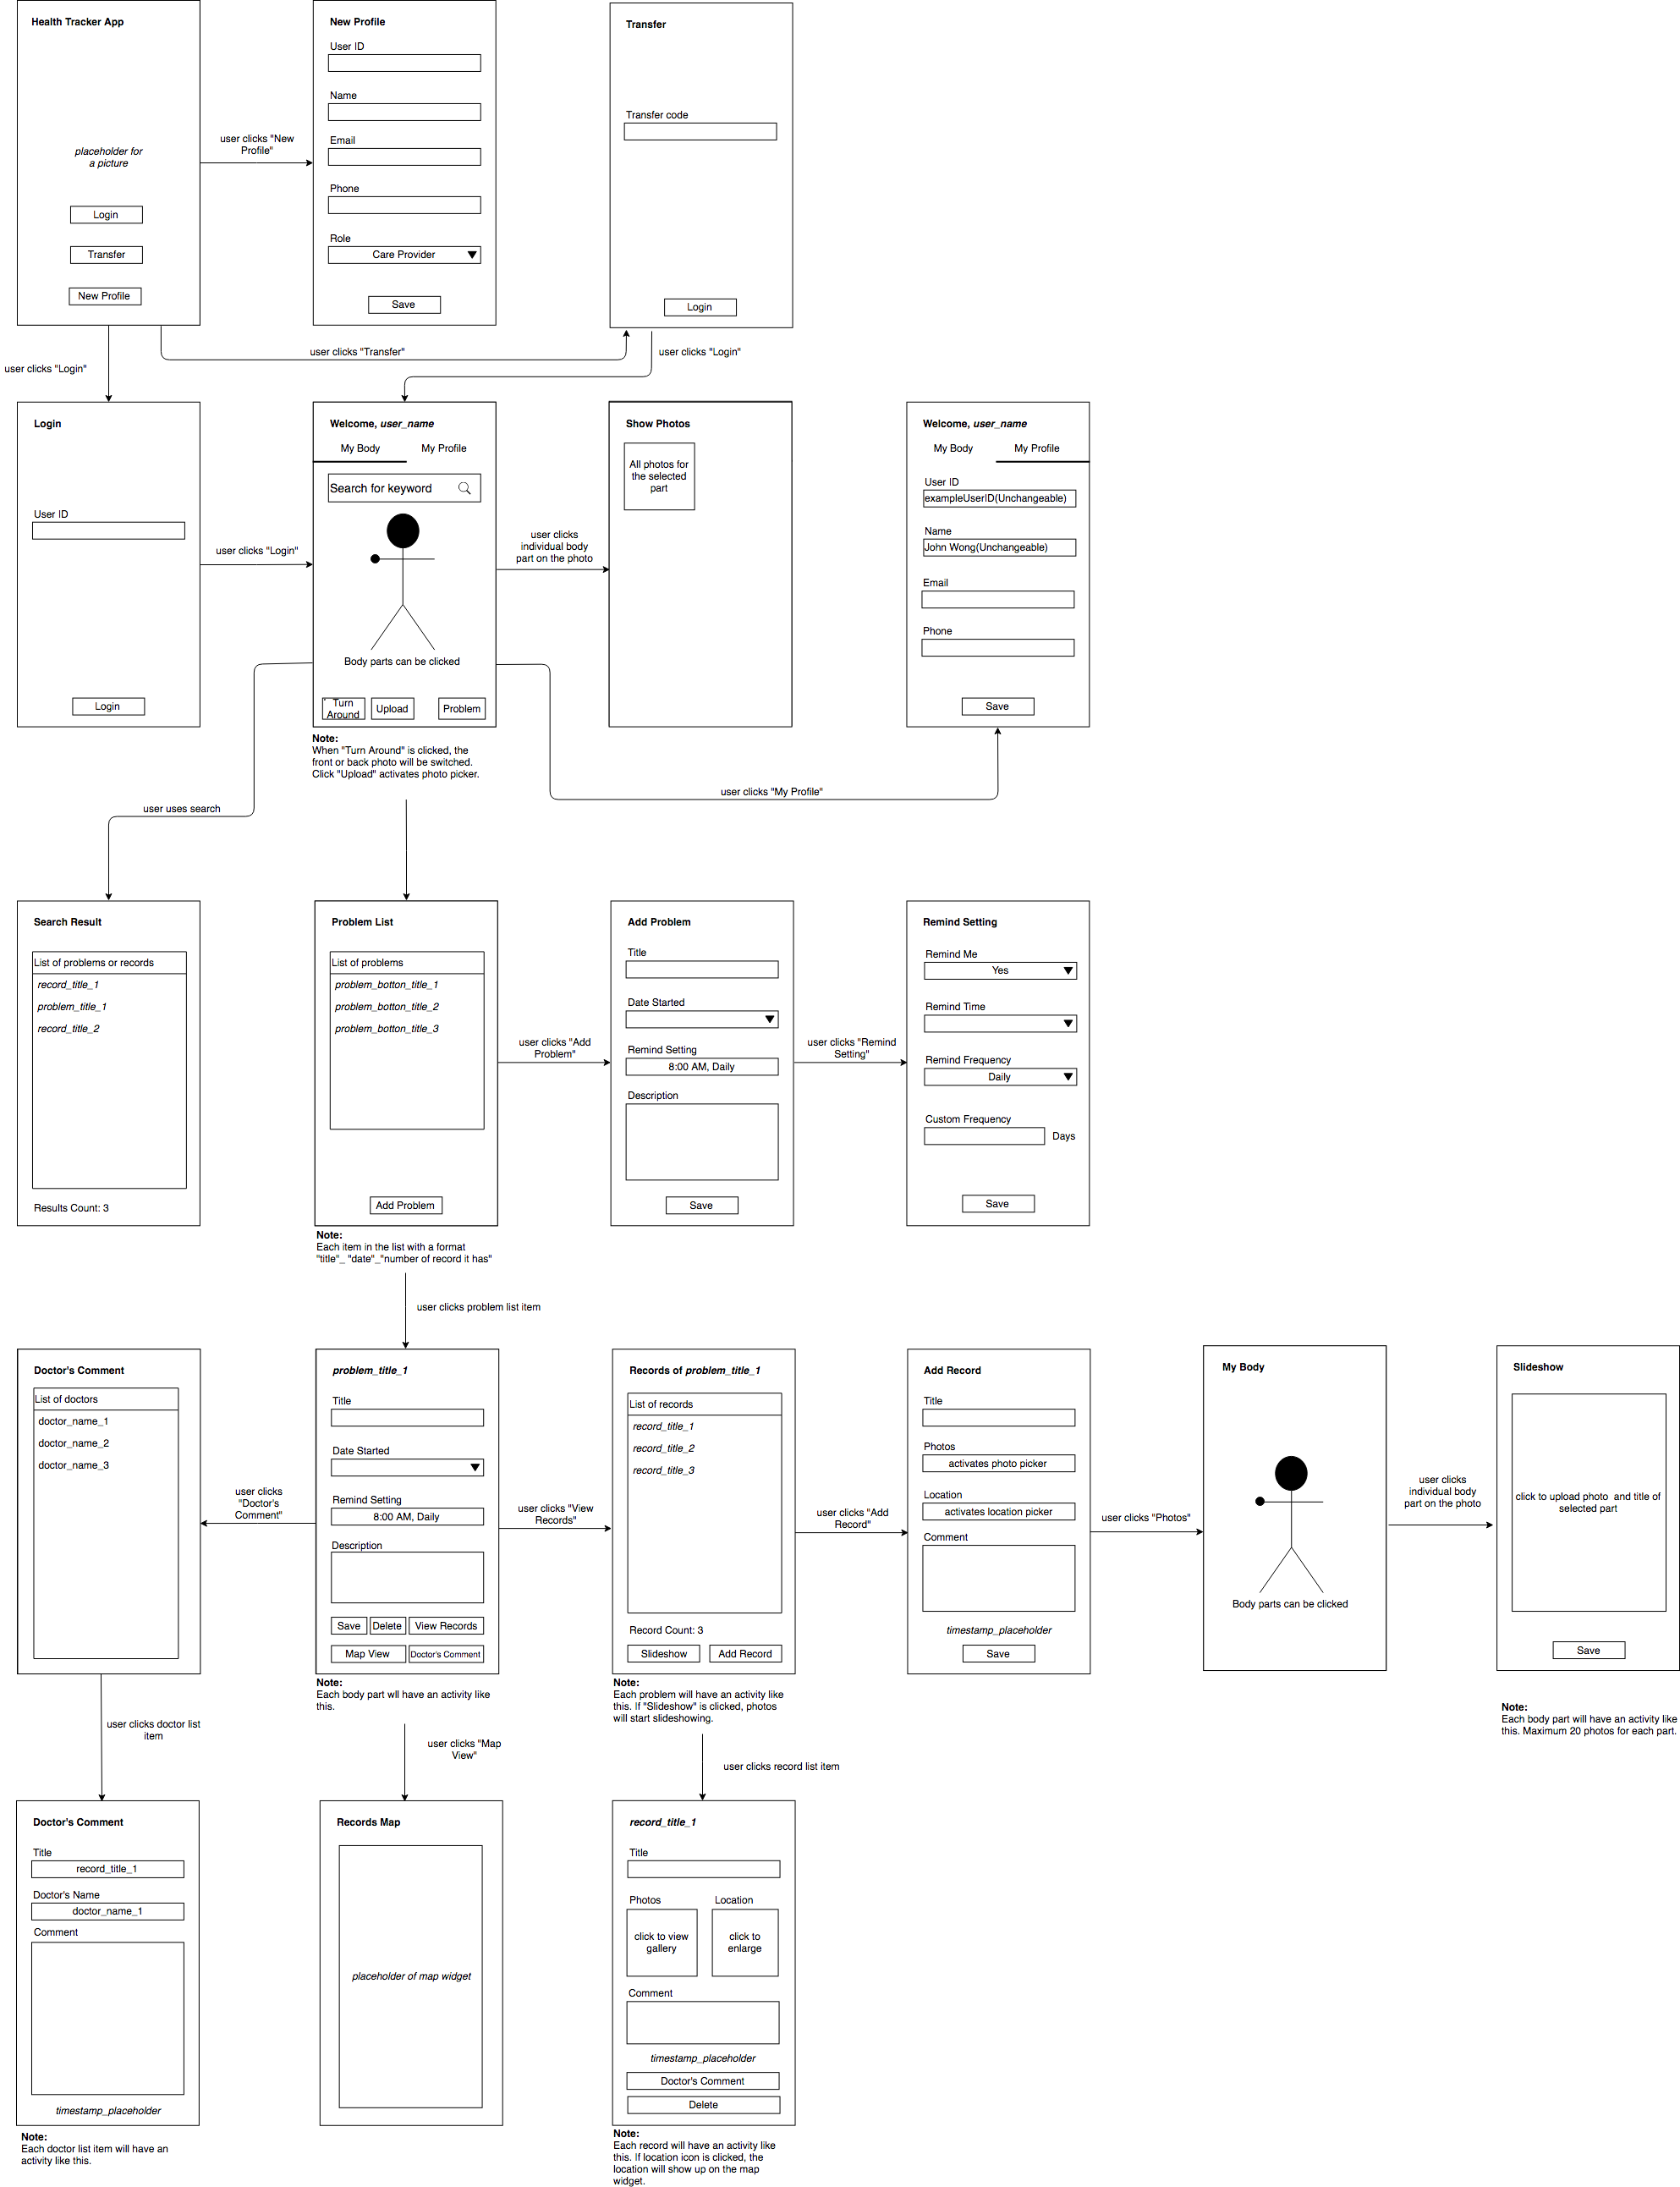 Health Tracker App
placeholder for
a picture
Login
Transfer
New Profile
user clicks "New
Profile"
New Profile
User ID
Name
Email
Phone
Role
Care Provider
Save
Transfer
Transfer code
Login
user clicks "Transfer"
user clicks "Login"
user clicks "Login"
Login
User ID
Login
user clicks "Login"
Welcome, user_name
My Body
My Profile
Search for keyword
Body parts can be clicked
Turn
Around
Upload
Problem
Note:
When "Turn Around" is clicked, the
front or back photo will be switched.
Click "Upload" activates photo picker.
user clicks
individual body
part on the photo
Show Photos
All photos for
the selected
part
Welcome, user_name
My Body
My Profile
User ID
exampleUserID(Unchangeable)
Name
John Wong(Unchangeable)
Email
Phone
Save
user clicks "My Profile"
user uses search
Search Result
List of problems or records
record_title_1
problem_title_1
record_title_2
Results Count: 3
Problem List
List of problems
problem_botton_title_1
problem_botton_title_2
problem_botton_title_3
Add Problem
Note:
Each item in the list with a format
"title"_ "date"_"number of record it has"
user clicks "Add
Problem"
Add Problem
Title
Date Started
Remind Setting
8:00 AM, Daily
Description
Save
user clicks "Remind
Setting"
Remind Setting
Remind Me
Yes
Remind Time
Remind Frequency
Daily
Custom Frequency
Days
Save
user clicks problem list item
Doctor's Comment
List of doctors
doctor_name_1
doctor_name_2
doctor_name_3
user clicks
"Doctor's
Comment"
problem_title_1
Title
Date Started
Remind Setting
8:00 AM, Daily
Description
Save
Delete
View Records
Map View
Doctor's Comment
Note:
Each body part wll have an activity like
this.
user clicks "View
Records"
Records of problem_title_1
List of records
record_title_1
record_title_2
record_title_3
Record Count: 3
Slideshow
Add Record
Note:
Each problem will have an activity like
this. If "Slideshow" is clicked, photos
will start slideshowing.
user clicks "Add
Record"
Add Record
Title
Photos
activates photo picker
Location
activates location picker
Comment
timestamp_placeholder
Save
user clicks "Photos"
My Body
Body parts can be clicked
user clicks
individual body
part on the photo
Slideshow
click to upload photo  and title of
selected part
Save
Note:
Each body part will have an activity like
this. Maximum 20 photos for each part.
user clicks doctor list
item
user clicks "Map
View"
user clicks record list item
Doctor's Comment
Title
record_title_1
Doctor's Name
doctor_name_1
Comment
timestamp_placeholder
Note:
Each doctor list item will have an
activity like this.
Records Map
placeholder of map widget
record_title_1
Title
Photos
Location
click to view
gallery
click to
enlarge
Comment
timestamp_placeholder
Doctor's Comment
Delete
Note:
Each record will have an activity like
this. If location icon is clicked, the
location will show up on the map
widget.